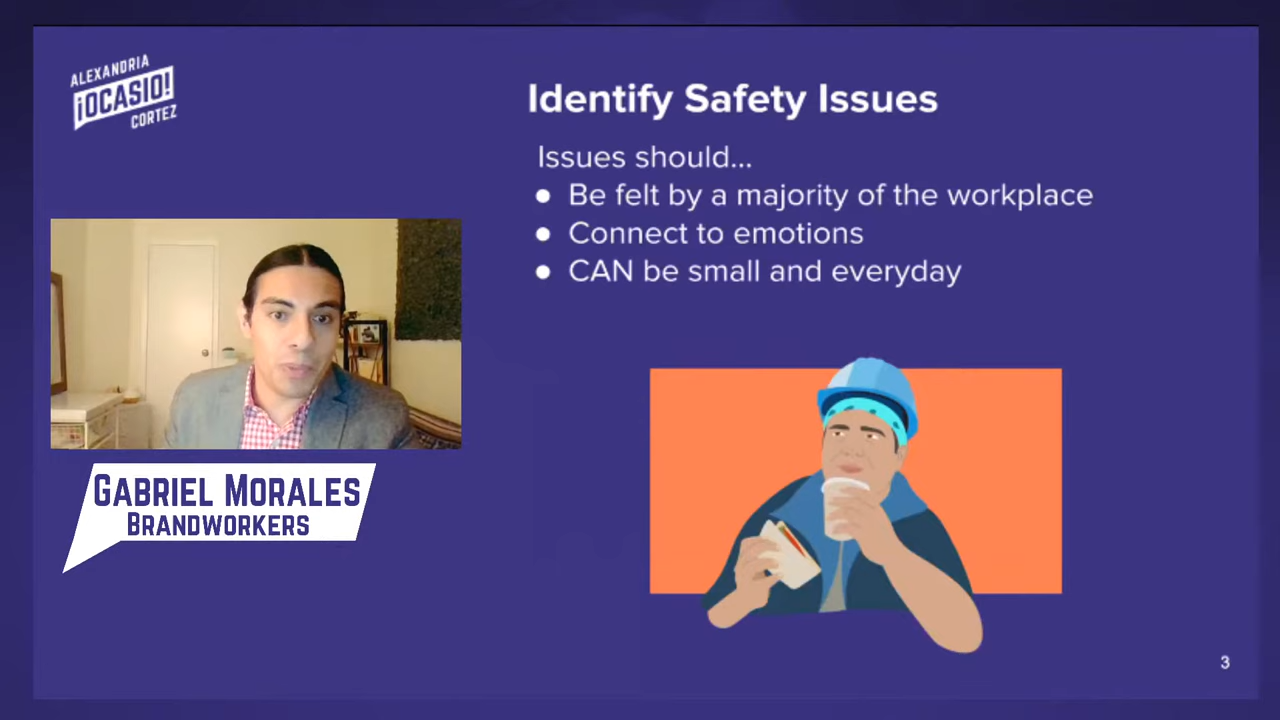 ALEXANDRIA
¡OCASIO!
CORTEZ
Identify Safety Issues
Issues should...
● Be felt by a majority of the workplace
● Connect to emotions
● CAN be small and everyday
GABRIEL MORALES
BRANDWORKERS
3